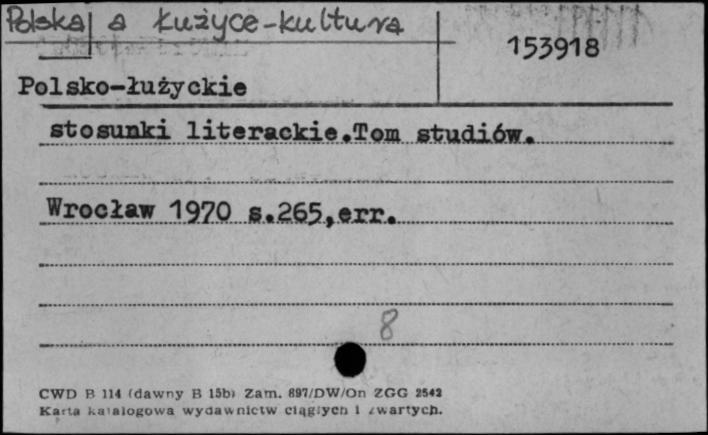 Polska a Łużyce-kultura
153918
Polsko-łużyckie
stosunki literackie.Tom studiów.
Wrocław 1970 s.265,err.
8
CWD B 114 (dawny B 15b) Zam. 897/DW/On ZGG 2542
Karta katalogowa wydawnictw ciągłych i zwartych.